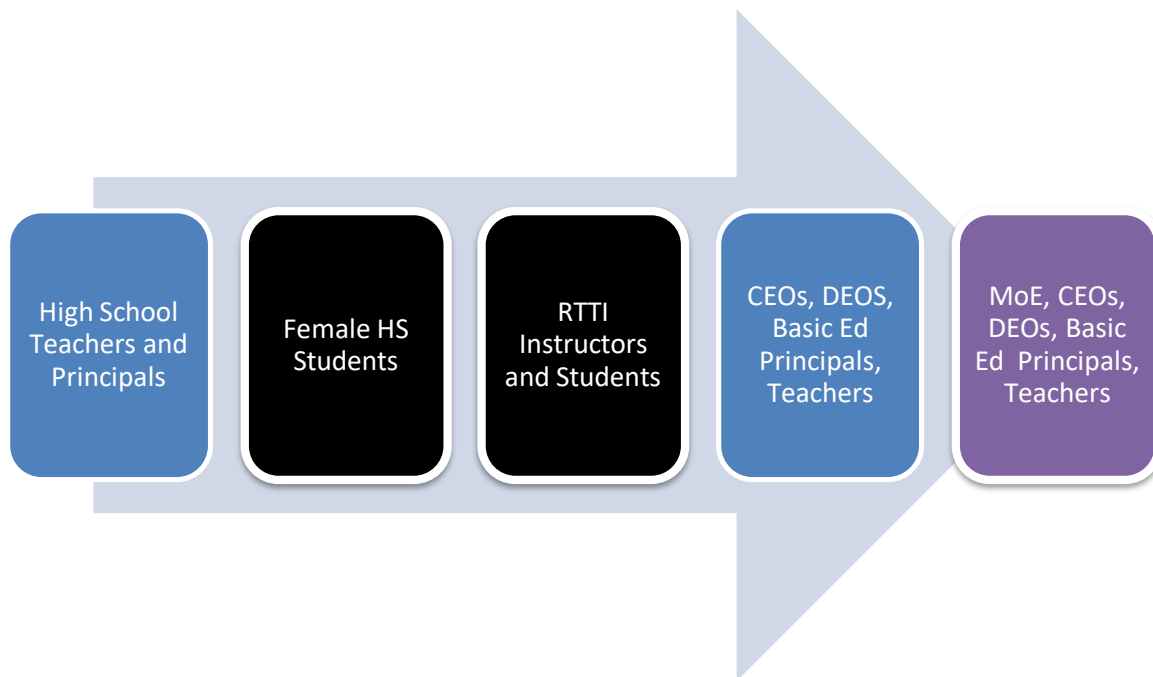 High School
Teachers and
Principals
Female HS
Students
RTTI
Instructors
and Students
CEOs, DEOS,
Basic Ed
Principals,
Teachers
MoE, CEOs,
DEOs, Basic
Ed  Principals,
Teachers